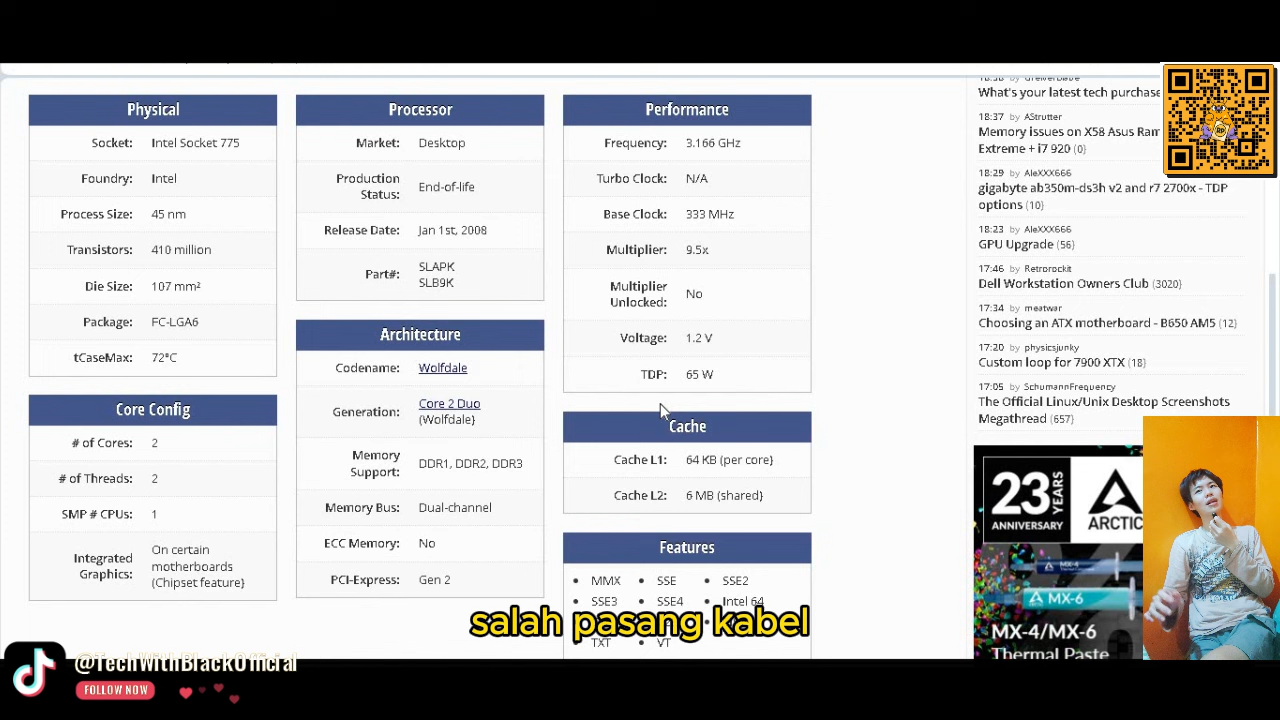 Physical
Socket: Intel Socket 775
Foundry: Intel
Process Size: 45 nm
Transistors: 410 million
Die Size: 107 mm²
Package: FC-LGA6
tCaseMax: 72°C
Core Config
# of Cores: 2
# of Threads: 2
SMP # CPUs: 1
Integrated Graphics: On certain motherboards (Chipset feature)
Processor
Market: Desktop
Production Status: End-of-life
Release Date: Jan 1st, 2008
Part#: SLAPK
SLB9K
Architecture
Codename: Wolfdale
Generation: Core 2 Duo
(Wolfdale)
Memory Support: DDR1, DDR2, DDR3
Memory Bus: Dual-channel
ECC Memory: No
PCI-Express: Gen 2
Performance
Frequency: 3.166 GHz
Turbo Clock: N/A
Base Clock: 333 MHz
Multiplier: 9.5x
Multiplier Unlocked: No
Voltage: 1.2 V
TDP: 65 W
Cache
Cache L1: 64 KB (per core)
Cache L2: 6 MB (shared)
Features
MMX SSE SSE2
SSE3 SSE4 Intel 64
TXT VT
What's your latest tech purchase
18:37 by AStrutter
Memory issues on X58 Asus Ram
Extreme + i7 920 (0)
18:29 by AleXXX666
gigabyte ab350m-ds3h v2 and r7 2700x - TDP
options (10)
18:23 by AleXXX666
GPU Upgrade (56)
17:46 by Retrorockit
Dell Workstation Owners Club (3020)
17:34 by meatwar
Choosing an ATX motherboard - B650 AM5 (12)
17:20 by physicsjunky
Custom loop for 7900 XTX (18)
17:05 by SchumannFrequency
The Official Linux/Unix Desktop Screenshots
Megathread (657)
23 YEARS
ANNIVERSARY
ARCTIC
MX-4
MX-6
MX-4/MX-6
Thermal Paste
salah pasang kabel
@TechWithBlackOfficial
FOLLOW NOW